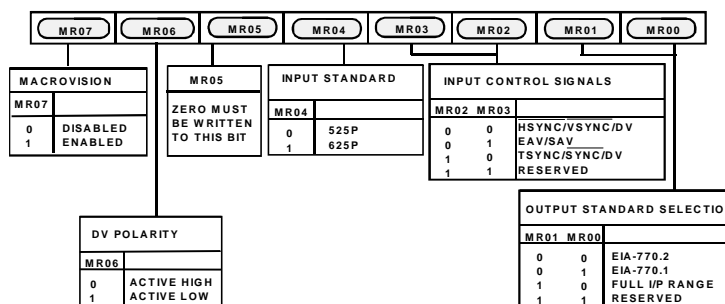 MR07 MR06 MR05 MR04 MR03 MR02 MR01 MR00
MACROVISION
MR07
0 DISABLED
1 ENABLED
MR05
ZERO MUST
BE WRITTEN
TO THIS BIT
INPUT STANDARD
MR04
0 525P
1 625P
INPUT CONTROL SIGNALS
MR02 MR03
0 0 HSYNC/VSYNC/DV
0 1 EAV/SAV
1 0 TSYNC/SYNC/DV
1 1 RESERVED
DV POLARITY
MR06
0 ACTIVE HIGH
1 ACTIVE LOW
OUTPUT STANDARD SELECTIO
MR01 MR00
0 0 EIA-770.2
0 1 EIA-770.1
1 0 FULL I/P RANGE
1 1 RESERVED